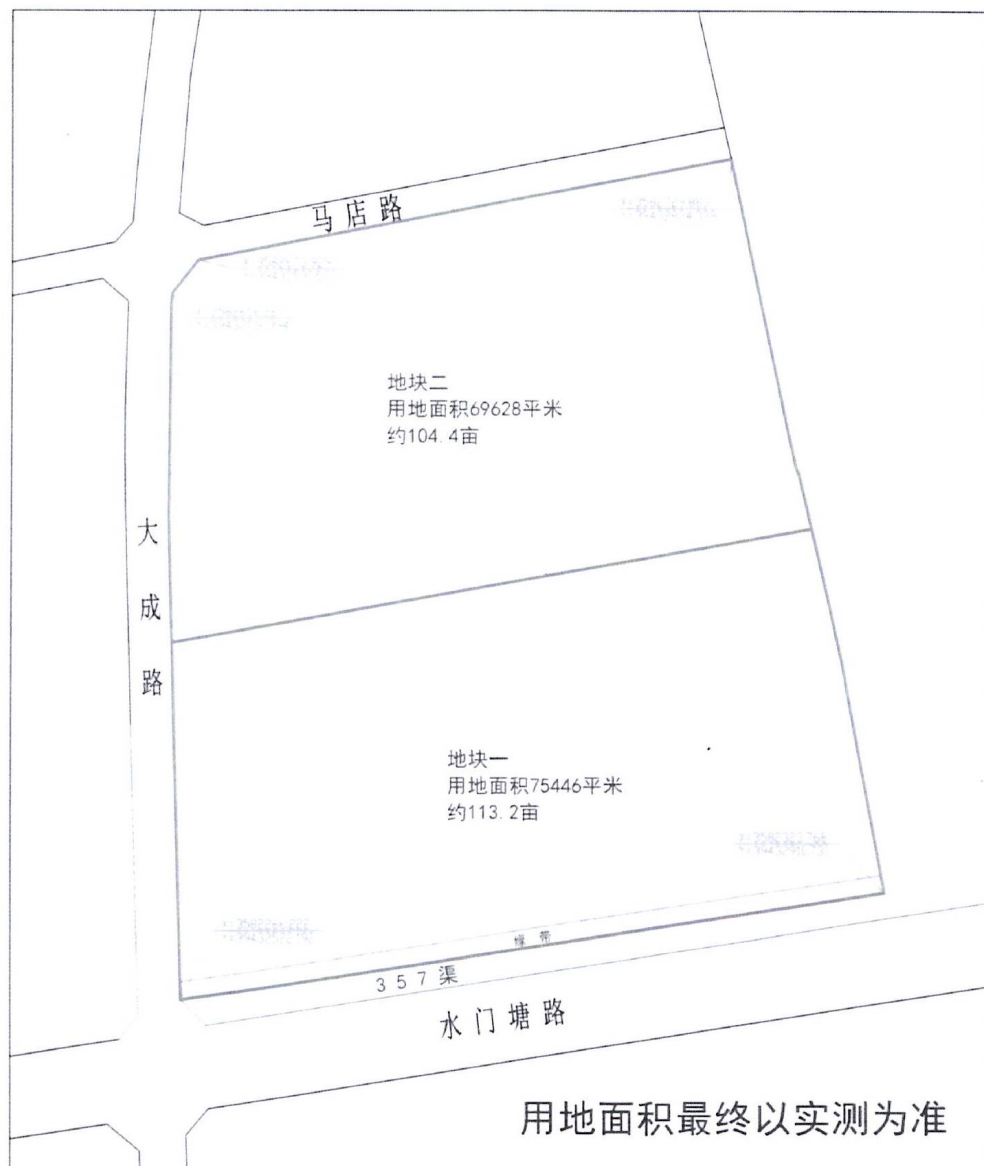 马店路
地块二
用地面积69628平米
约104.4亩
大成路
地块一
用地面积75446平米
约113.2亩
357渠
水门塘路
用地面积最终以实测为准